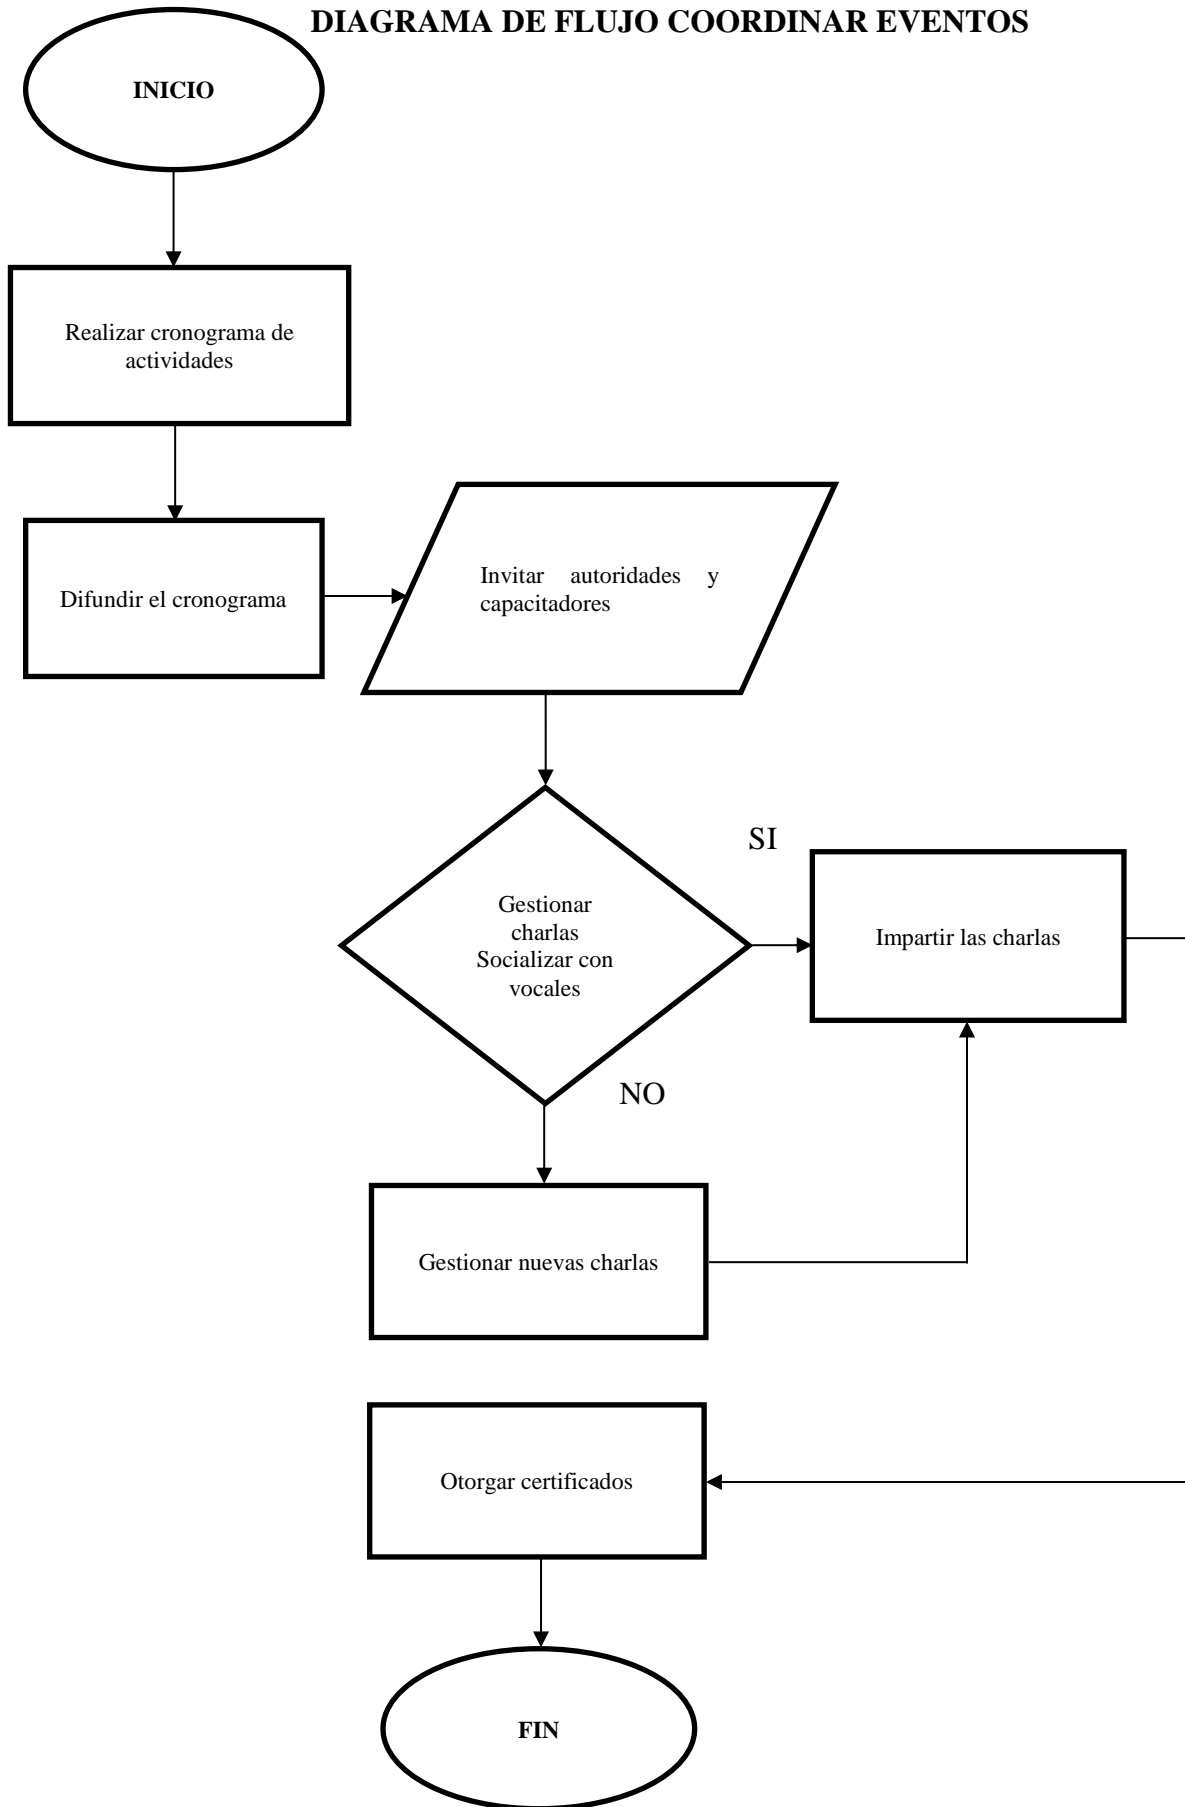 DIAGRAMA DE FLUJO COORDINAR EVENTOS
INICIO
Realizar cronograma de
actividades
Difundir el cronograma
Invitar autoridades y
capacitadores
Gestionar
charlas
Socializar con
vocales
SI
Impartir las charlas
NO
Gestionar nuevas charlas
Otorgar certificados
FIN